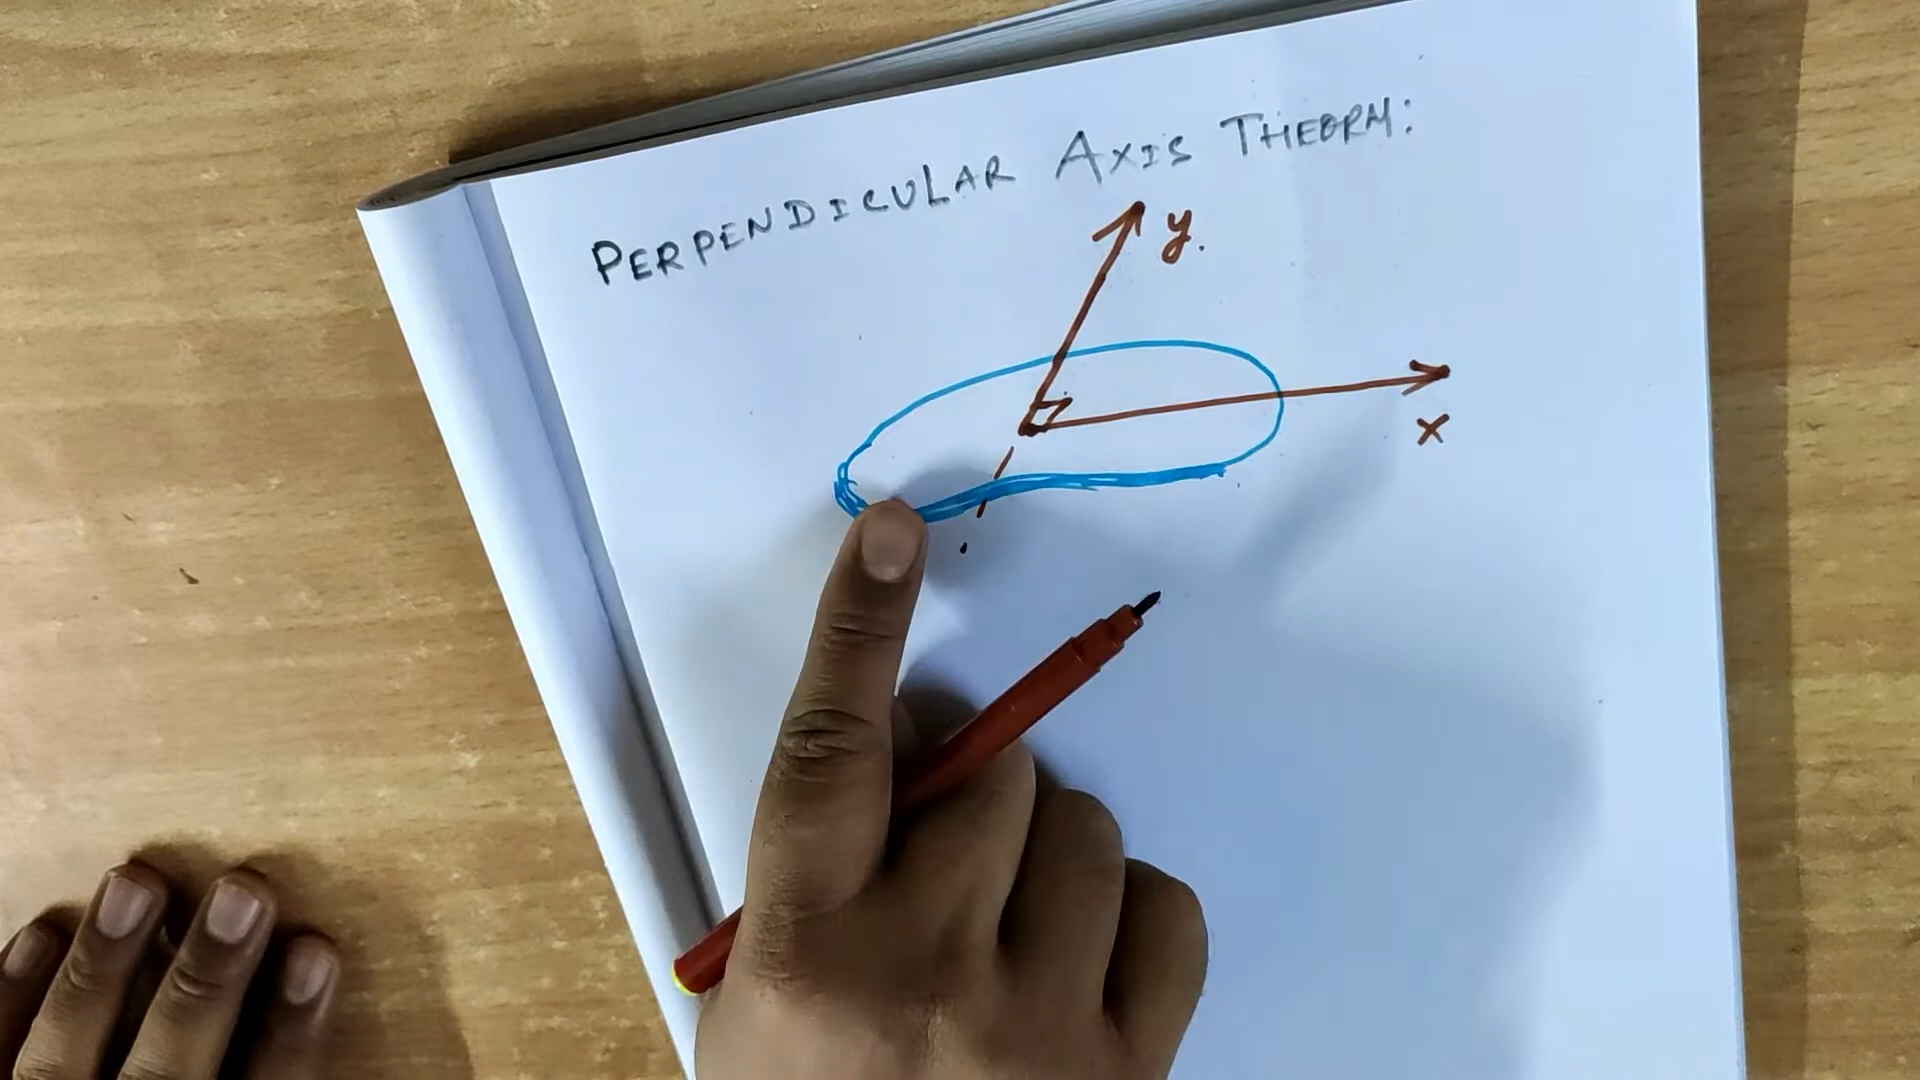 PERPENDICULAR AXIS THEORM:
y.
x